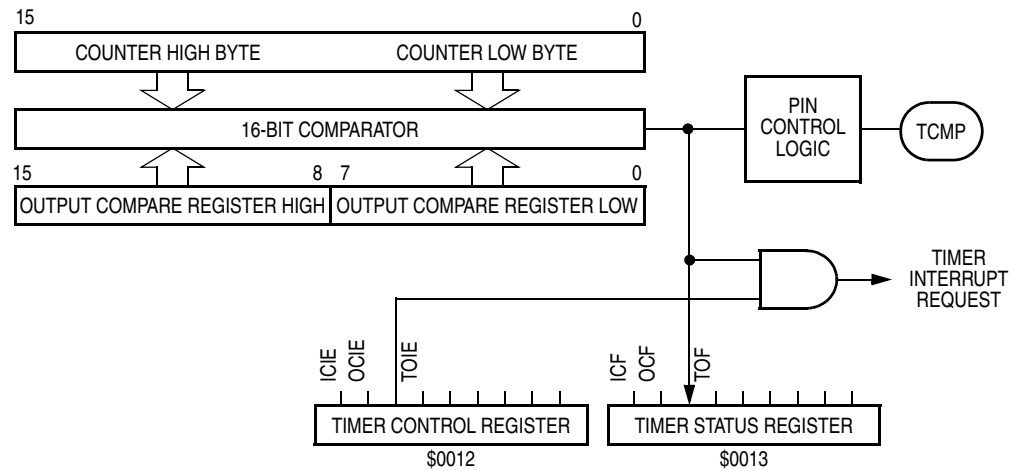 15 0
COUNTER HIGH BYTE COUNTER LOW BYTE
16-BIT COMPARATOR
PIN
CONTROL
LOGIC
TCMP
15 8 7 0
OUTPUT COMPARE REGISTER HIGH OUTPUT COMPARE REGISTER LOW
TIMER
INTERRUPT
REQUEST
ICIE
OCIE
TOIE
ICF
OCF
TOF
TIMER CONTROL REGISTER
$0012
TIMER STATUS REGISTER
$0013